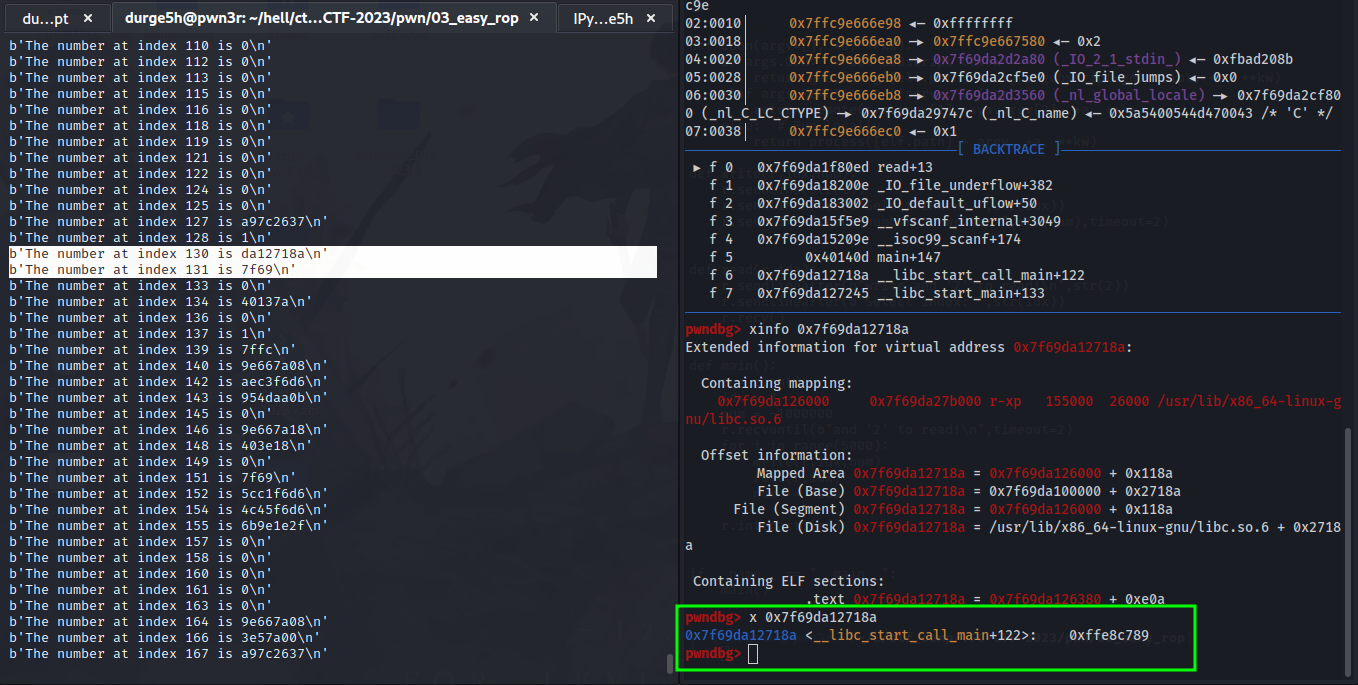 du...pt ×
durge5h@pwn3r: ~/hell/ct...CTF-2023/pwn/03_easy_rop ×
IPy...e5h ×
b'The number at index 110 is 0\n'
b'The number at index 112 is 0\n'
b'The number at index 113 is 0\n'
b'The number at index 115 is 0\n'
b'The number at index 116 is 0\n'
b'The number at index 118 is 0\n'
b'The number at index 119 is 0\n'
b'The number at index 121 is 0\n'
b'The number at index 122 is 0\n'
b'The number at index 124 is 0\n'
b'The number at index 125 is 0\n'
b'The number at index 127 is a97c2637\n'
b'The number at index 128 is 1\n'
b'The number at index 130 is da12718a\n'
b'The number at index 131 is 7f69\n'
b'The number at index 133 is 0\n'
b'The number at index 134 is 40137a\n'
b'The number at index 136 is 0\n'
b'The number at index 137 is 1\n'
b'The number at index 139 is 7ffc\n'
b'The number at index 140 is 9e667a08\n'
b'The number at index 142 is aec3f6d6\n'
b'The number at index 143 is 954daa0b\n'
b'The number at index 145 is 0\n'
b'The number at index 146 is 9e667a18\n'
b'The number at index 148 is 403e18\n'
b'The number at index 149 is 0\n'
b'The number at index 151 is 7f69\n'
b'The number at index 152 is 5cc1f6d6\n'
b'The number at index 154 is 4c45f6d6\n'
b'The number at index 155 is 6b9e1e2f\n'
b'The number at index 157 is 0\n'
b'The number at index 158 is 0\n'
b'The number at index 160 is 0\n'
b'The number at index 161 is 0\n'
b'The number at index 163 is 0\n'
b'The number at index 164 is 9e667a08\n'
b'The number at index 166 is 3e57a00\n'
b'The number at index 167 is a97c2637\n'
c9e
02:0010│ 0x7ffc9e666e98 ◂— 0xffffffff
03:0018│ 0x7ffc9e666ea0 —▸ 0x7ffc9e667580 ◂— 0x2
04:0020│ 0x7ffc9e666ea8 —▸ 0x7f69da2d2a80 (_IO_2_1_stdin_) ◂— 0xfbad208b
05:0028│ 0x7ffc9e666eb0 —▸ 0x7f69da2cf5e0 (_IO_file_jumps) ◂— 0x0
06:0030│ 0x7ffc9e666eb8 —▸ 0x7f69da2d3560 (_nl_global_locale) —▸ 0x7f69da2cf80
0 (_nl_C_LC_CTYPE) —▸ 0x7f69da29747c (_nl_C_name) ◂— 0x5a5400544d470043 /* 'C' */
07:0038│ 0x7ffc9e666ec0 ◂— 0x1
[ BACKTRACE ]
► f 0 0x7f69da1f80ed read+13
f 1 0x7f69da18200e _IO_file_underflow+382
f 2 0x7f69da183002 _IO_default_uflow+50
f 3 0x7f69da15f5e9 __vfscanf_internal+3049
f 4 0x7f69da15209e __isoc99_scanf+174
f 5 0x40140d main+147
f 6 0x7f69da12718a __libc_start_call_main+122
f 7 0x7f69da127245 __libc_start_main+133
pwndbg> xinfo 0x7f69da12718a
Extended information for virtual address 0x7f69da12718a:
Containing mapping:
0x7f69da126000 0x7f69da27b000 r-xp 155000 26000 /usr/lib/x86_64-linux-g
nu/libc.so.6
Offset information:
Mapped Area 0x7f69da12718a = 0x7f69da126000 + 0x118a
File (Base) 0x7f69da12718a = 0x7f69da100000 + 0x2718a
File (Segment) 0x7f69da12718a = 0x7f69da126000 + 0x118a
File (Disk) 0x7f69da12718a = /usr/lib/x86_64-linux-gnu/libc.so.6 + 0x2718
a
Containing ELF sections:
.text 0x7f69da12718a = 0x7f69da126380 + 0xe0a
pwndbg> x 0x7f69da12718a
0x7f69da12718a <__libc_start_call_main+122>: 0xffe8c789
pwndbg>